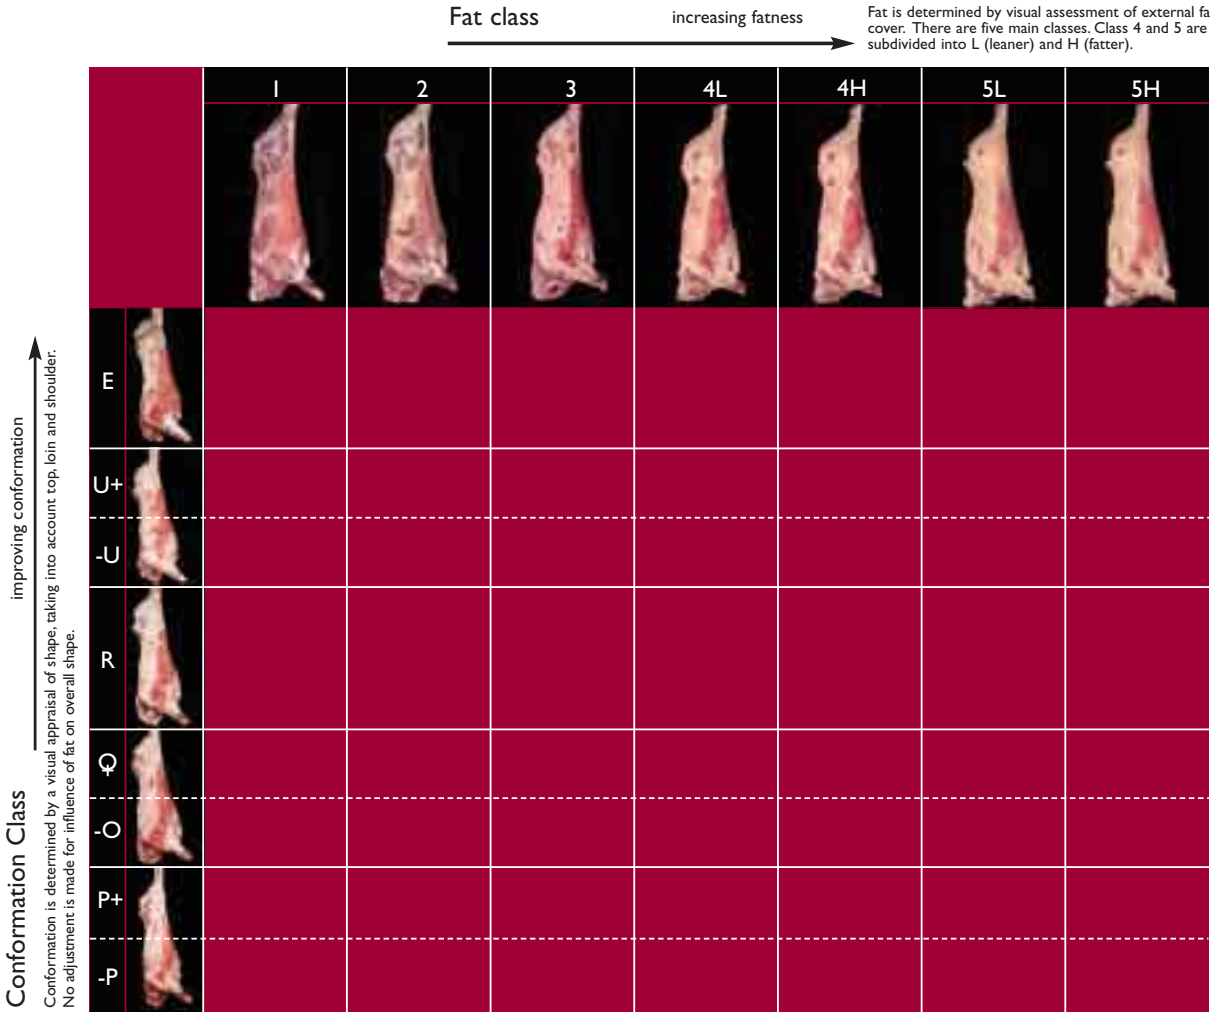 Fat class
increasing fatness
Fat is determined by visual assessment of external fa
cover. There are five main classes. Class 4 and 5 are
subdivided into L (leaner) and H (fatter).
1 2 3 4L 4H 5L 5H
E
U+
-U
R
♀
-O
P+
-P
Conformation Class
improving conformation
Conformation is determined by a visual appraisal of shape, taking into account top, loin and shoulder.
No adjustment is made for influence of fat on overall shape.